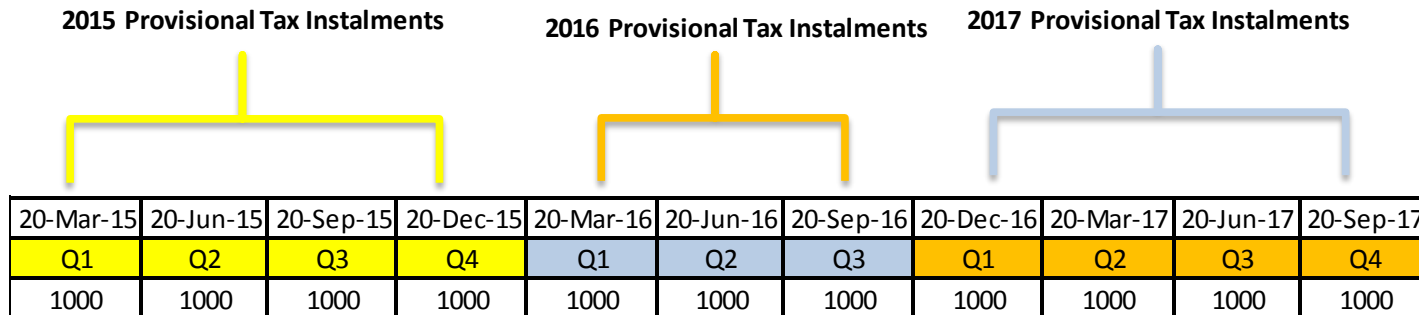 2015 Provisional Tax Instalments 2016 Provisional Tax Instalments 2017 Provisional Tax Instalments
20-Mar-15 20-Jun-15 20-Sep-15 20-Dec-15 20-Mar-16 20-Jun-16 20-Sep-16 20-Dec-16 20-Mar-17 20-Jun-17 20-Sep-17
Q1 Q2 Q3 Q4 Q1 Q2 Q3 Q1 Q2 Q3 Q4
1000 1000 1000 1000 1000 1000 1000 1000 1000 1000 1000